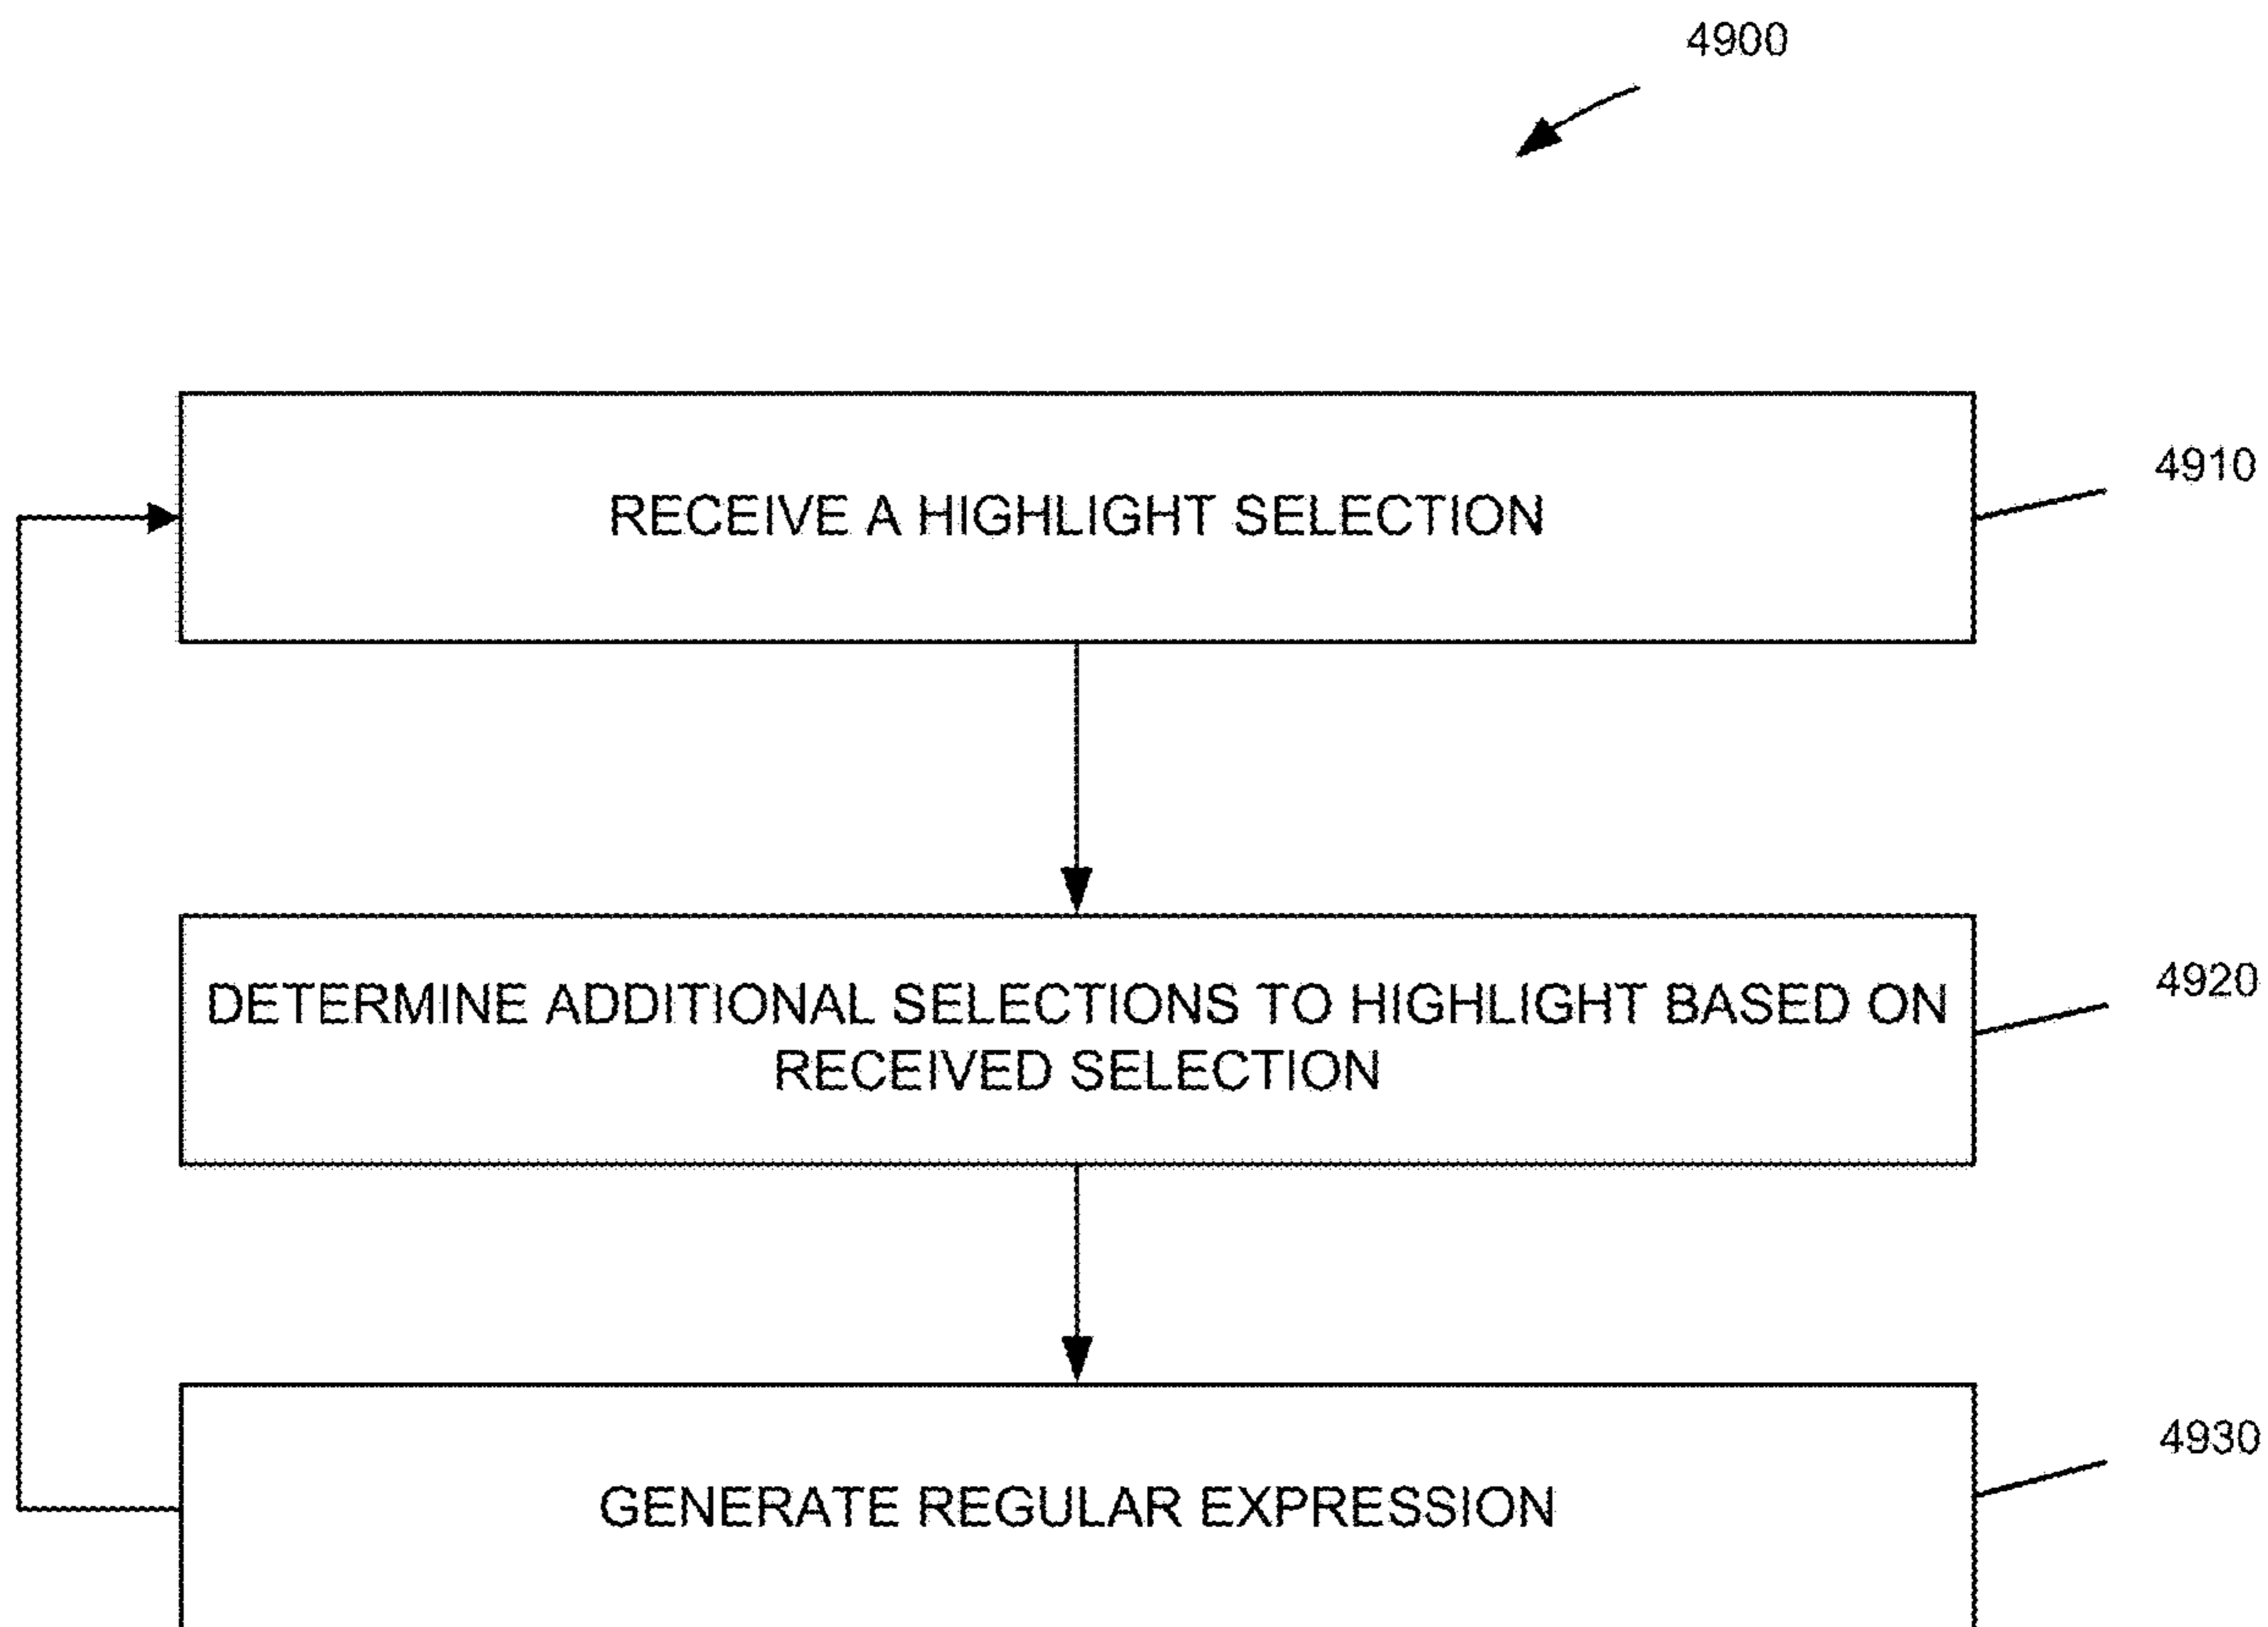 4900
RECEIVE A HIGHLIGHT SELECTION
4910
DETERMINE ADDITIONAL SELECTIONS TO HIGHLIGHT BASED ON
RECEIVED SELECTION
4920
GENERATE REGULAR EXPRESSION
4930